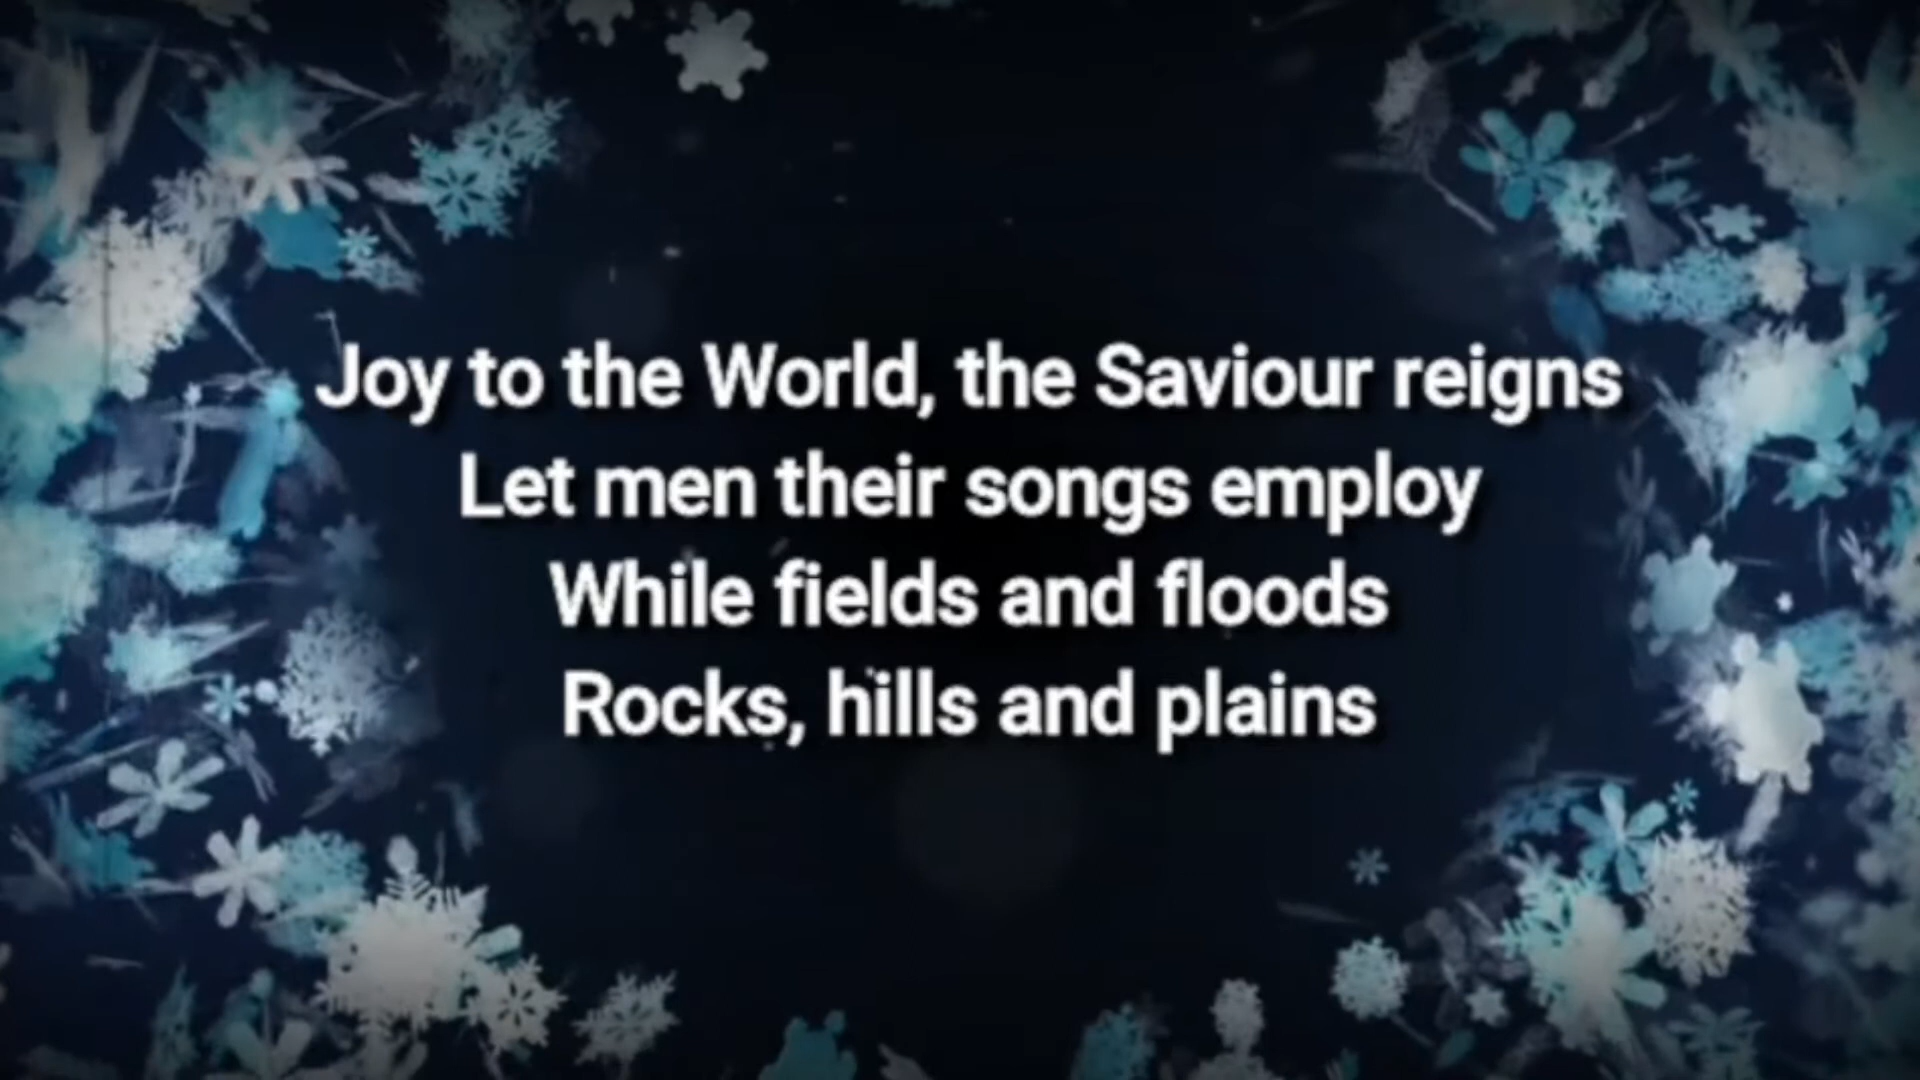 Joy to the World, the Saviour reigns
Let men their songs employ
While fields and floods
Rocks, hills and plains